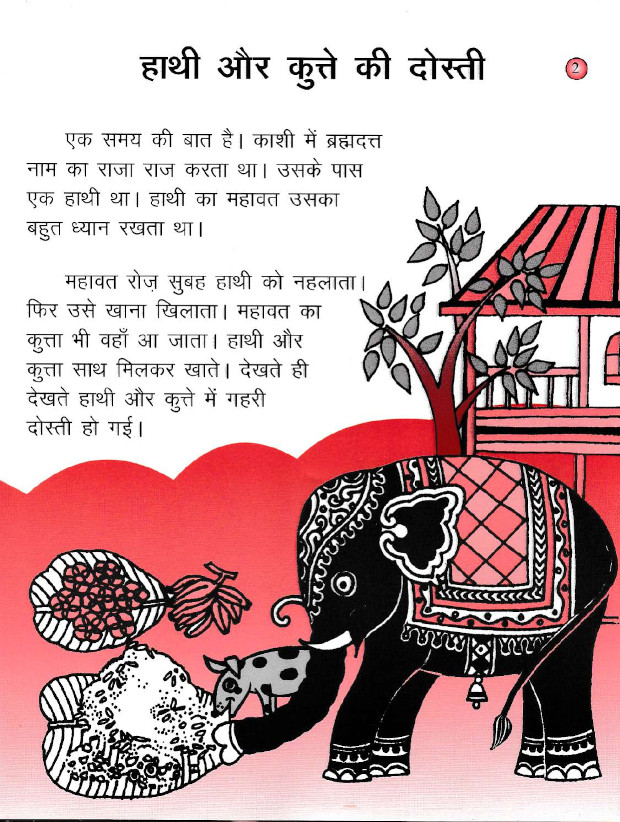 हाथी और कुत्ते की दोस्ती
2
एक समय की बात है। काशी में ब्रह्मदत्त
नाम का राजा राज करता था। उसके पास
एक हाथी था। हाथी का महावत उसका
बहुत ध्यान रखता था।
महावत रोज़ सुबह हाथी को नहलाता।
फिर उसे खाना खिलाता। महावत का
कुत्ता भी वहाँ आ जाता। हाथी और
कुत्ता साथ मिलकर खाते। देखते ही
देखते हाथी और कुत्ते में गहरी
दोस्ती हो गई।